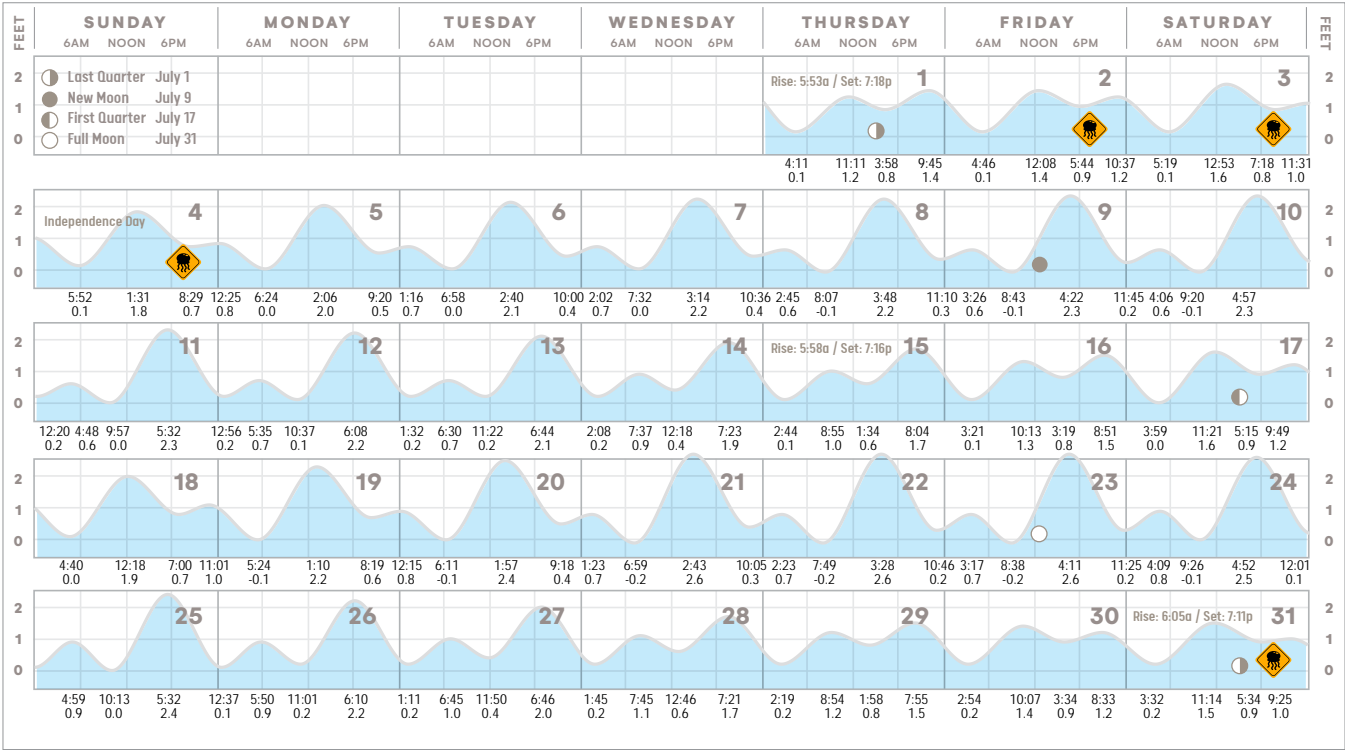 FEET SUNDAY MONDAY TUESDAY WEDNESDAY THURSDAY FRIDAY SATURDAY FEET
6AM NOON 6PM 6AM NOON 6PM 6AM NOON 6PM 6AM NOON 6PM 6AM NOON 6PM 6AM NOON 6PM 6AM NOON 6PM
2 Last Quarter July 1 Rise: 5:53a / Set: 7:18p 1 2 3 2
1 New Moon July 9 1
First Quarter July 17
0 Full Moon July 31 0
4:11 11:11 3:58 9:45 4:46 12:08 5:44 10:37 5:19 12:53 7:18 11:31
0.1 1.2 0.8 1.4 0.1 1.4 0.9 1.2 0.1 1.6 0.8 1.0
2 Independence Day 4 5 6 7 8 9 10 2
1 1
0 0
5:52 1:31 8:29 12:25 6:24 2:06 9:20 1:16 6:58 2:40 10:00 2:02 7:32 3:14 10:36 2:45 8:07 3:48 11:10 3:26 8:43 4:22 11:45 4:06 9:20 4:57
0.1 1.8 0.7 0.8 0.0 2.0 0.5 0.7 0.0 2.1 0.4 0.7 0.0 2.2 0.4 0.6 -0.1 2.2 0.3 0.6 -0.1 2.3 0.2 0.6 -0.1 2.3
2 11 12 13 14 Rise: 5:58a / Set: 7:16p 15 16 17 2
1 1
0 0
12:20 4:48 9:57 5:32 12:56 5:35 10:37 6:08 1:32 6:30 11:22 6:44 2:08 7:37 12:18 7:23 2:44 8:55 1:34 8:04 3:21 10:13 3:19 8:51 3:59 11:21 5:15 9:49
0.2 0.6 0.0 2.3 0.2 0.7 0.1 2.2 0.2 0.7 0.2 2.1 0.2 0.9 0.4 1.9 0.1 1.0 0.6 1.7 0.1 1.3 0.8 1.5 0.0 1.6 0.9 1.2
2 18 19 20 21 22 23 24 2
1 1
0 0
4:40 12:18 7:00 11:01 5:24 1:10 8:19 12:15 6:11 1:57 9:18 1:23 6:59 2:43 10:05 2:23 7:49 3:28 10:46 3:17 8:38 4:11 11:25 4:09 9:26 4:52 12:01
0.0 1.9 0.7 1.0 -0.1 2.2 0.6 0.8 -0.1 2.4 0.4 0.7 -0.2 2.6 0.3 0.7 -0.2 2.6 0.2 0.7 -0.2 2.6 0.2 0.8 -0.1 2.5 0.1
2 25 26 27 28 29 30 Rise: 6:05a / Set: 7:11p 31 2
1 1
0 0
4:59 10:13 5:32 12:37 5:50 11:01 6:10 1:11 6:45 11:50 6:46 1:45 7:45 12:46 7:21 2:19 8:54 1:58 7:55 2:54 10:07 3:34 8:33 3:32 11:14 5:34 9:25
0.9 0.0 2.4 0.1 0.9 0.2 2.2 0.2 1.0 0.4 2.0 0.2 1.1 0.6 1.7 0.2 1.2 0.8 1.5 0.2 1.4 0.9 1.2 0.2 1.5 0.9 1.0